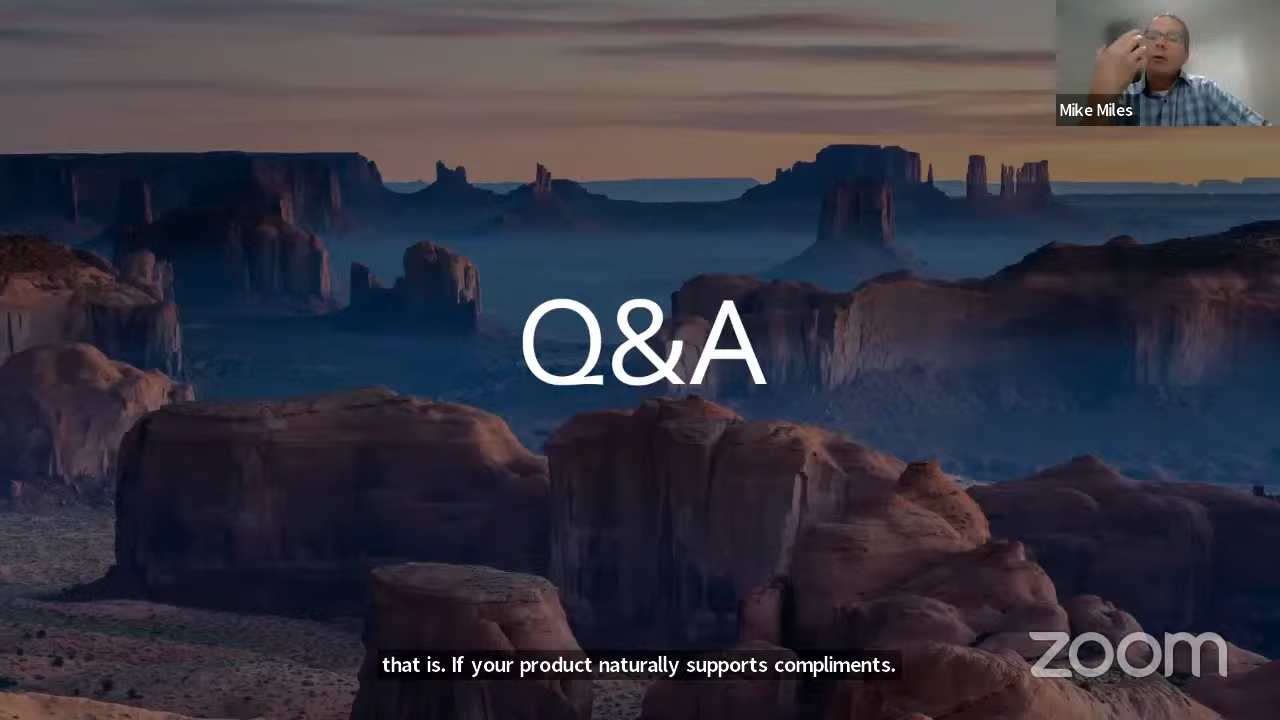 Mike Miles
Q&A
zoom
that is. If your product naturally supports compliments.